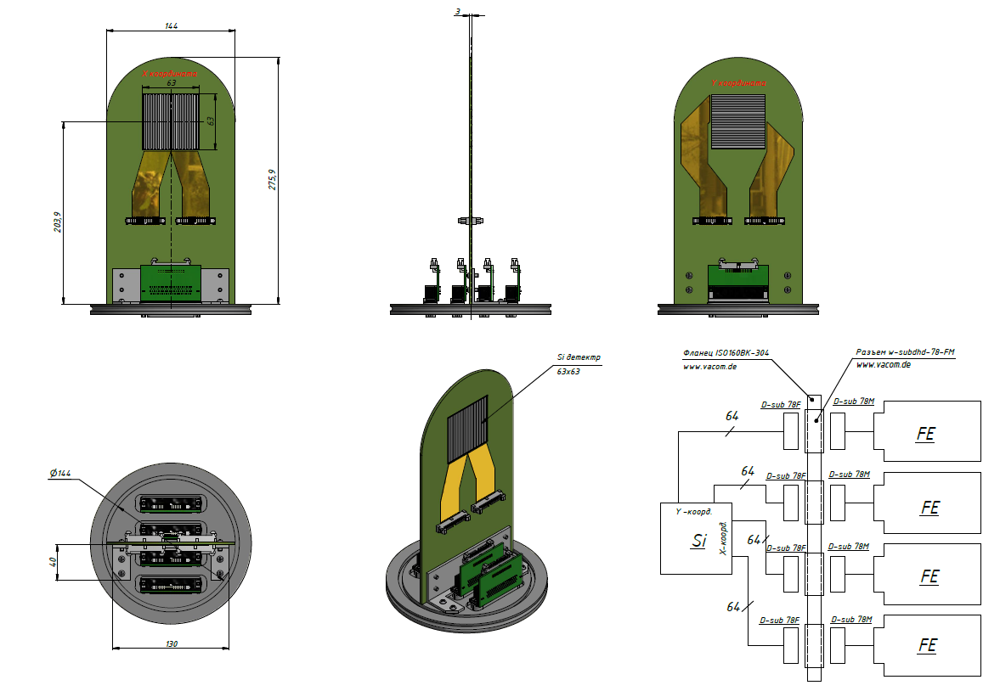 144
3
X координата
63
Y координата
63
275,9
203,9
Si детектр
63x63
Фланец ISO160BK-304
www.vacom.de
Разъем w-subdhd-78-FM
www.vacom.de
D-sub 78F
D-sub 78M
64
FE
Ø144
64
D-sub 78F
D-sub 78M
FE
Y -коорд.
X-коорд.
Si
64
D-sub 78F
D-sub 78M
40
FE
64
D-sub 78F
D-sub 78M
130
FE